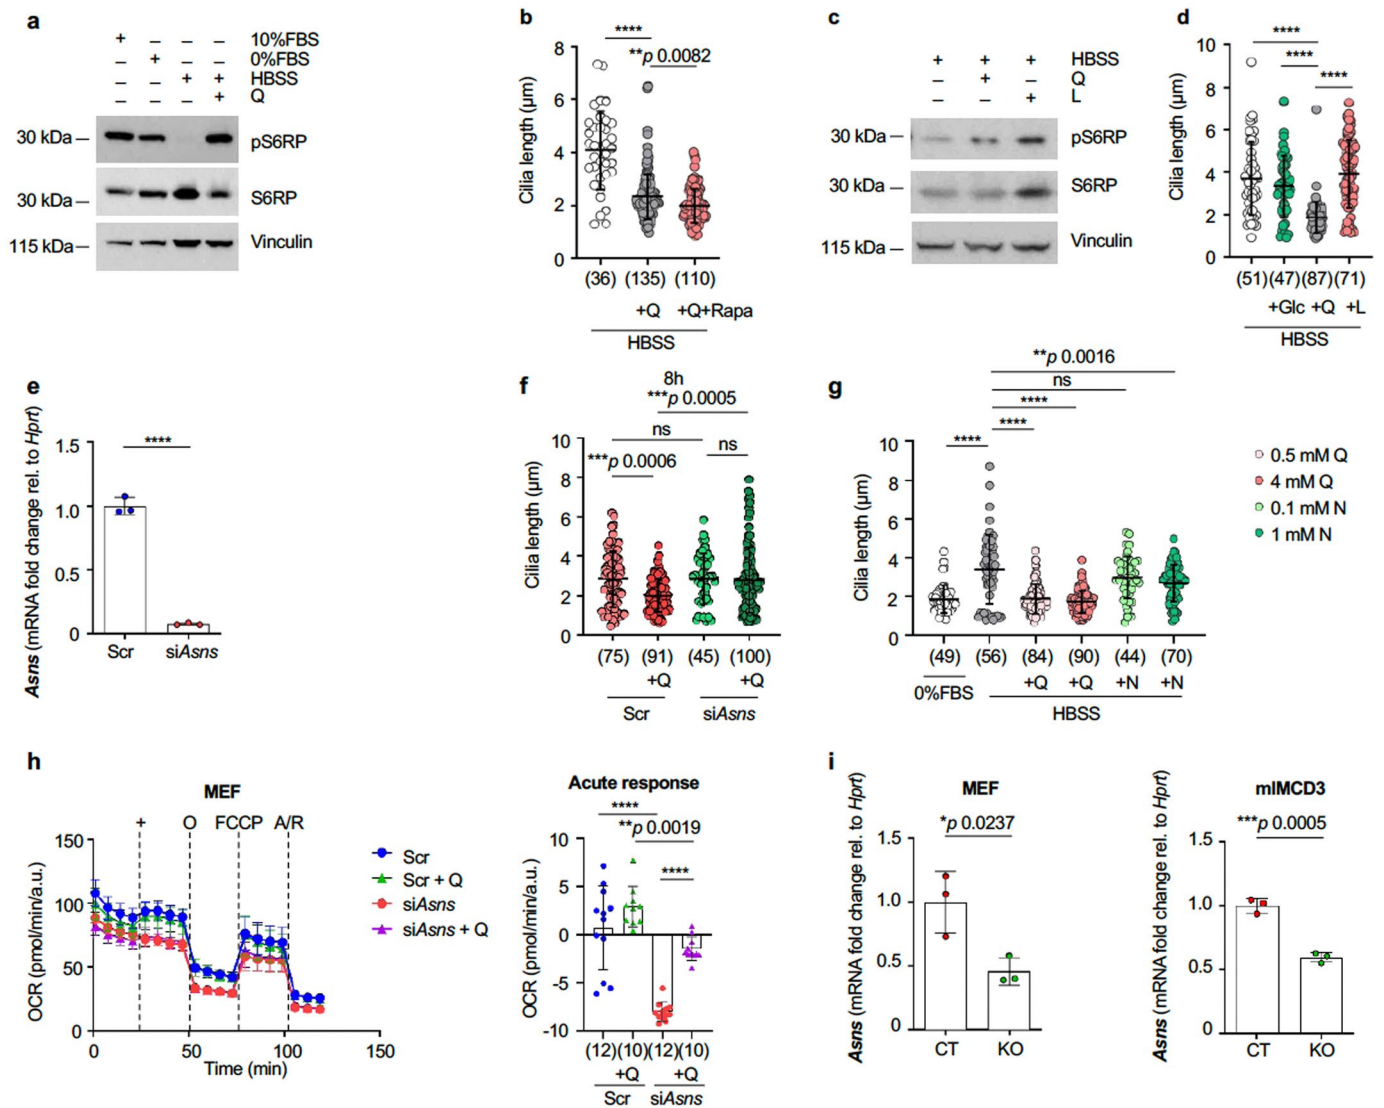 a
+ – – – 10%FBS
– + – – 0%FBS
– – + + HBSS
– – – + Q
30 kDa – pS6RP
30 kDa – S6RP
115 kDa – Vinculin
b
****
**p 0.0082
Cilia length (μm)
8
6
4
2
0
(36) (135) (110)
+Q +Q+Rapa
HBSS
c
+ + + HBSS
– + – Q
– – + L
30 kDa – pS6RP
30 kDa – S6RP
115 kDa – Vinculin
d
****
****
****
Cilia length (μm)
10
8
6
4
2
0
(51)(47)(87)(71)
+Glc +Q +L
HBSS
e
****
Asns (mRNA fold change rel. to Hprt)
1.5
1.0
0.5
0
Scr siAsns
f
8h
***p 0.0005
ns
***p 0.0006
ns
Cilia length (μm)
10
8
6
4
2
0
(75) (91) (45) (100)
+Q +Q
Scr siAsns
g
**p 0.0016
ns
****
****
****
Cilia length (μm)
10
8
6
4
2
0
(49) (56) (84) (90) (44) (70)
+Q +Q +N +N
0%FBS
HBSS
0.5 mM Q
4 mM Q
0.1 mM N
1 mM N
h
MEF
+ O FCCP A/R
OCR (pmol/min/a.u.)
150
100
50
0
0 50 100 150
Time (min)
Scr
Scr + Q
siAsns
siAsns + Q
Acute response
****
**p 0.0019
****
OCR (pmol/min/a.u.)
10
5
0
-5
-10
(12)(10)(12)(10)
+Q +Q
Scr siAsns
i
MEF
*p 0.0237
Asns (mRNA fold change rel. to Hprt)
1.5
1.0
0.5
0
CT KO
mIMCD3
***p 0.0005
Asns (mRNA fold change rel. to Hprt)
1.5
1.0
0.5
0
CT KO